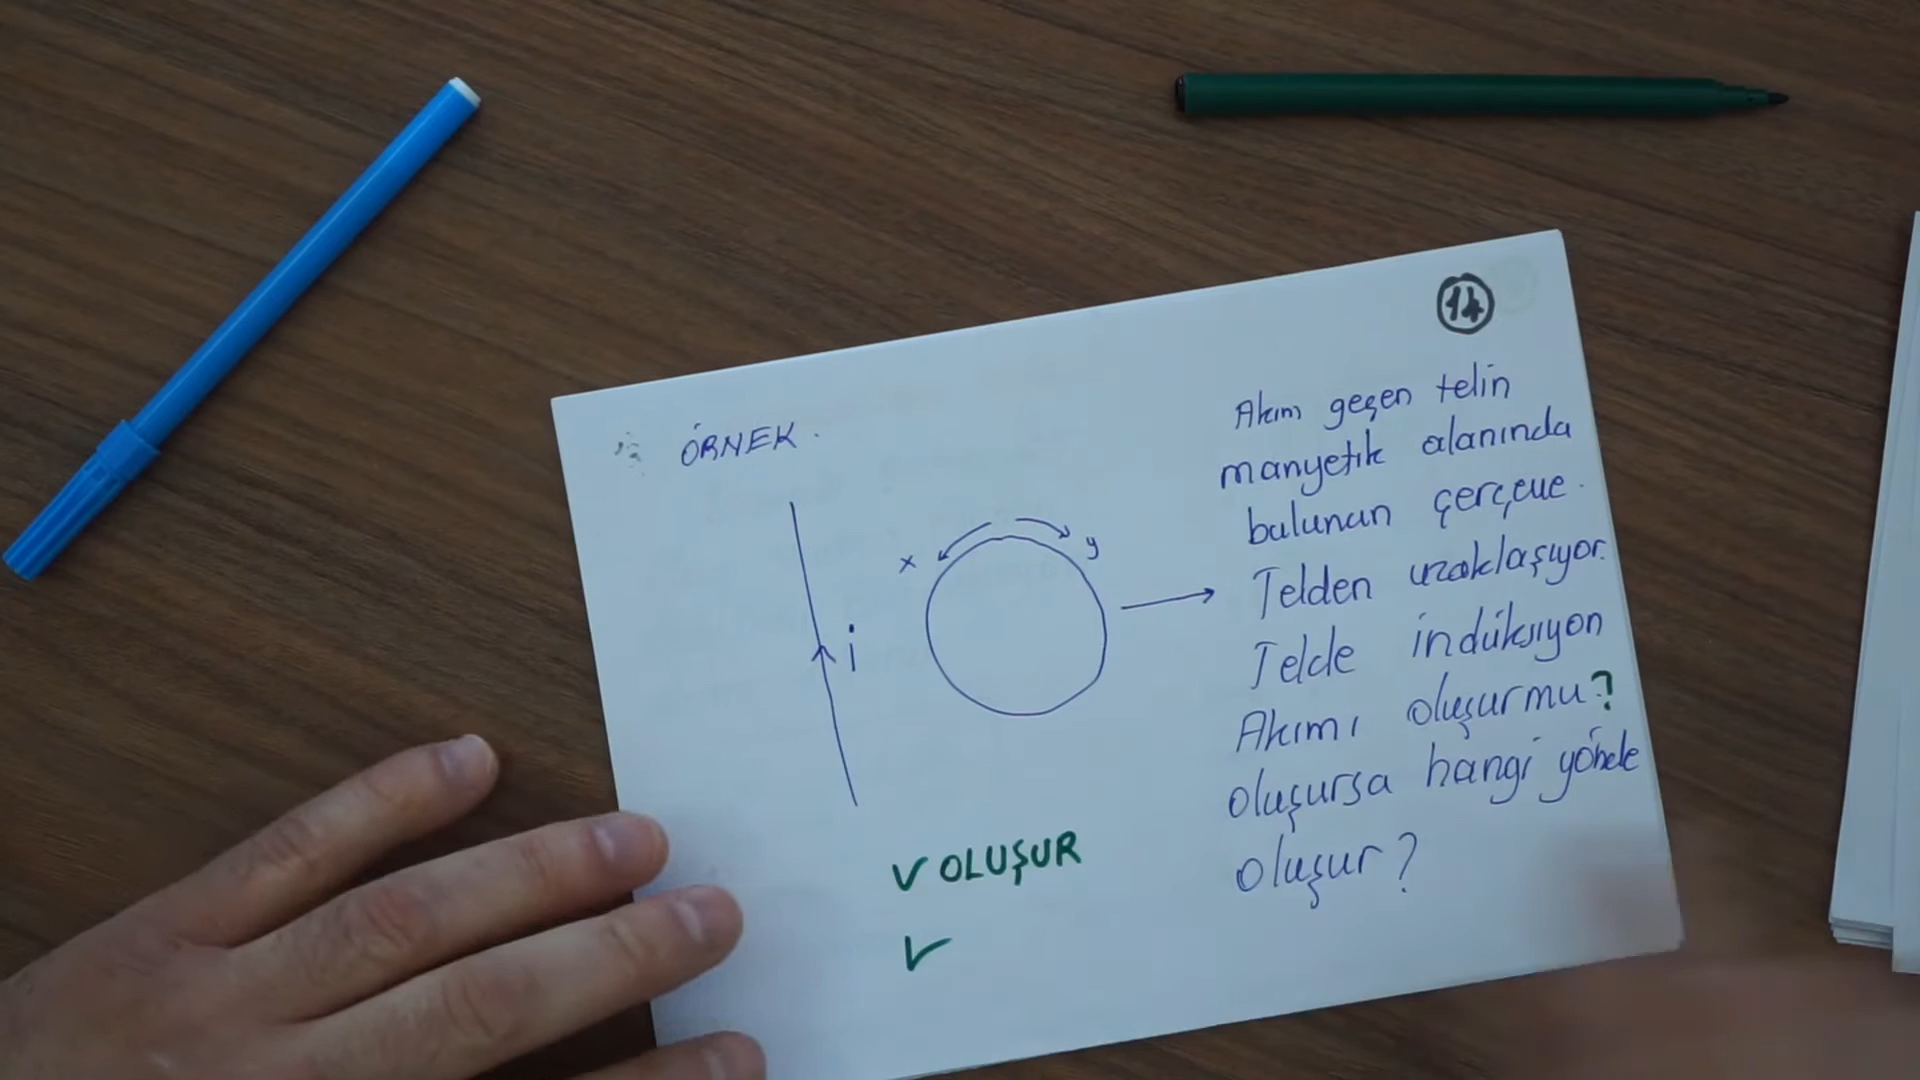 14
ÖRNEK.
Akım geçen telin
manyetik alanında
bulunan çerçeve.
Telden uzaklaşıyor.
Telde indüksiyon
Akımı oluşurmu?
oluşursa hangi yönde
oluşur?
x
y
i
✓ OLUŞUR
✓